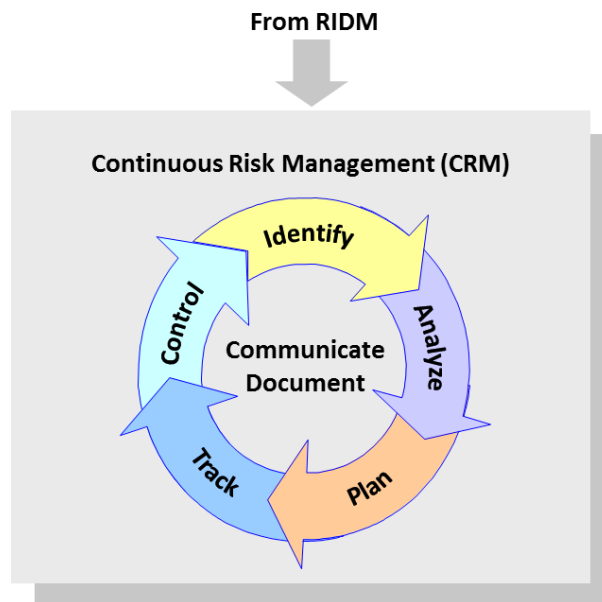 From RIDM
Continuous Risk Management (CRM)
Identify
Analyze
Plan
Track
Control
Communicate
Document